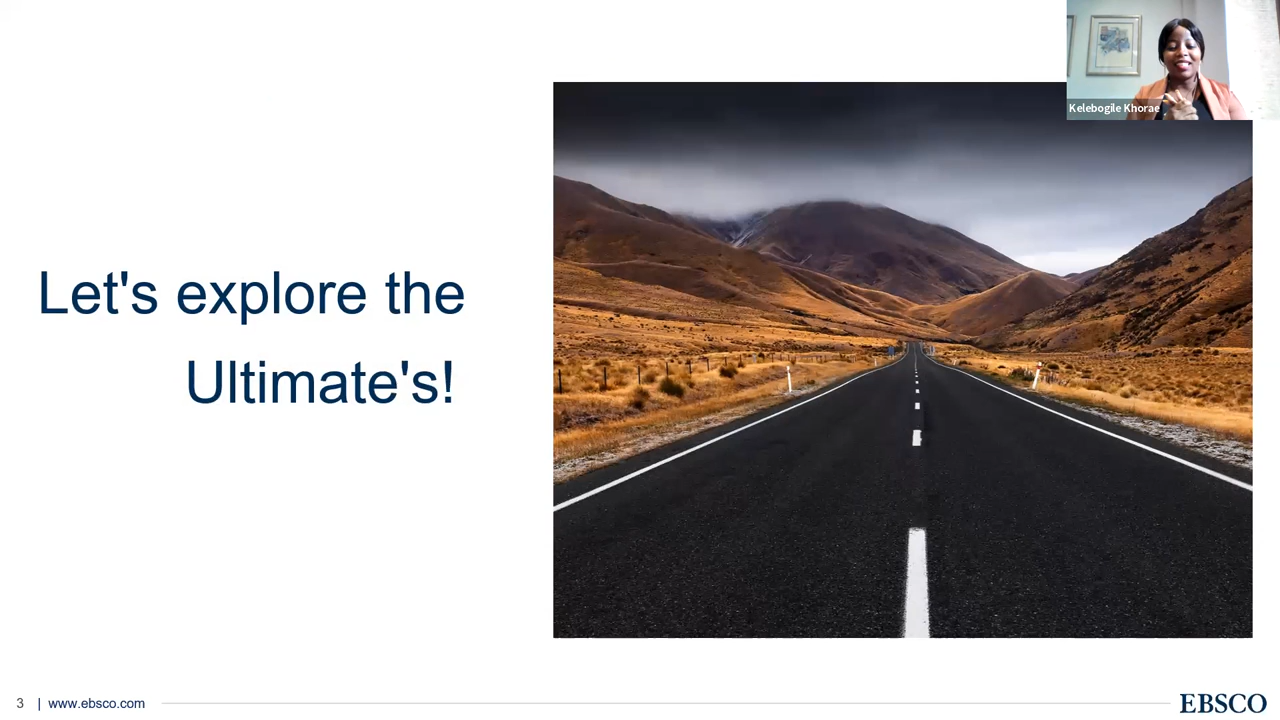 Kelebogile Khorae
Let's explore the
Ultimate's!
3 | www.ebsco.com
EBSCO